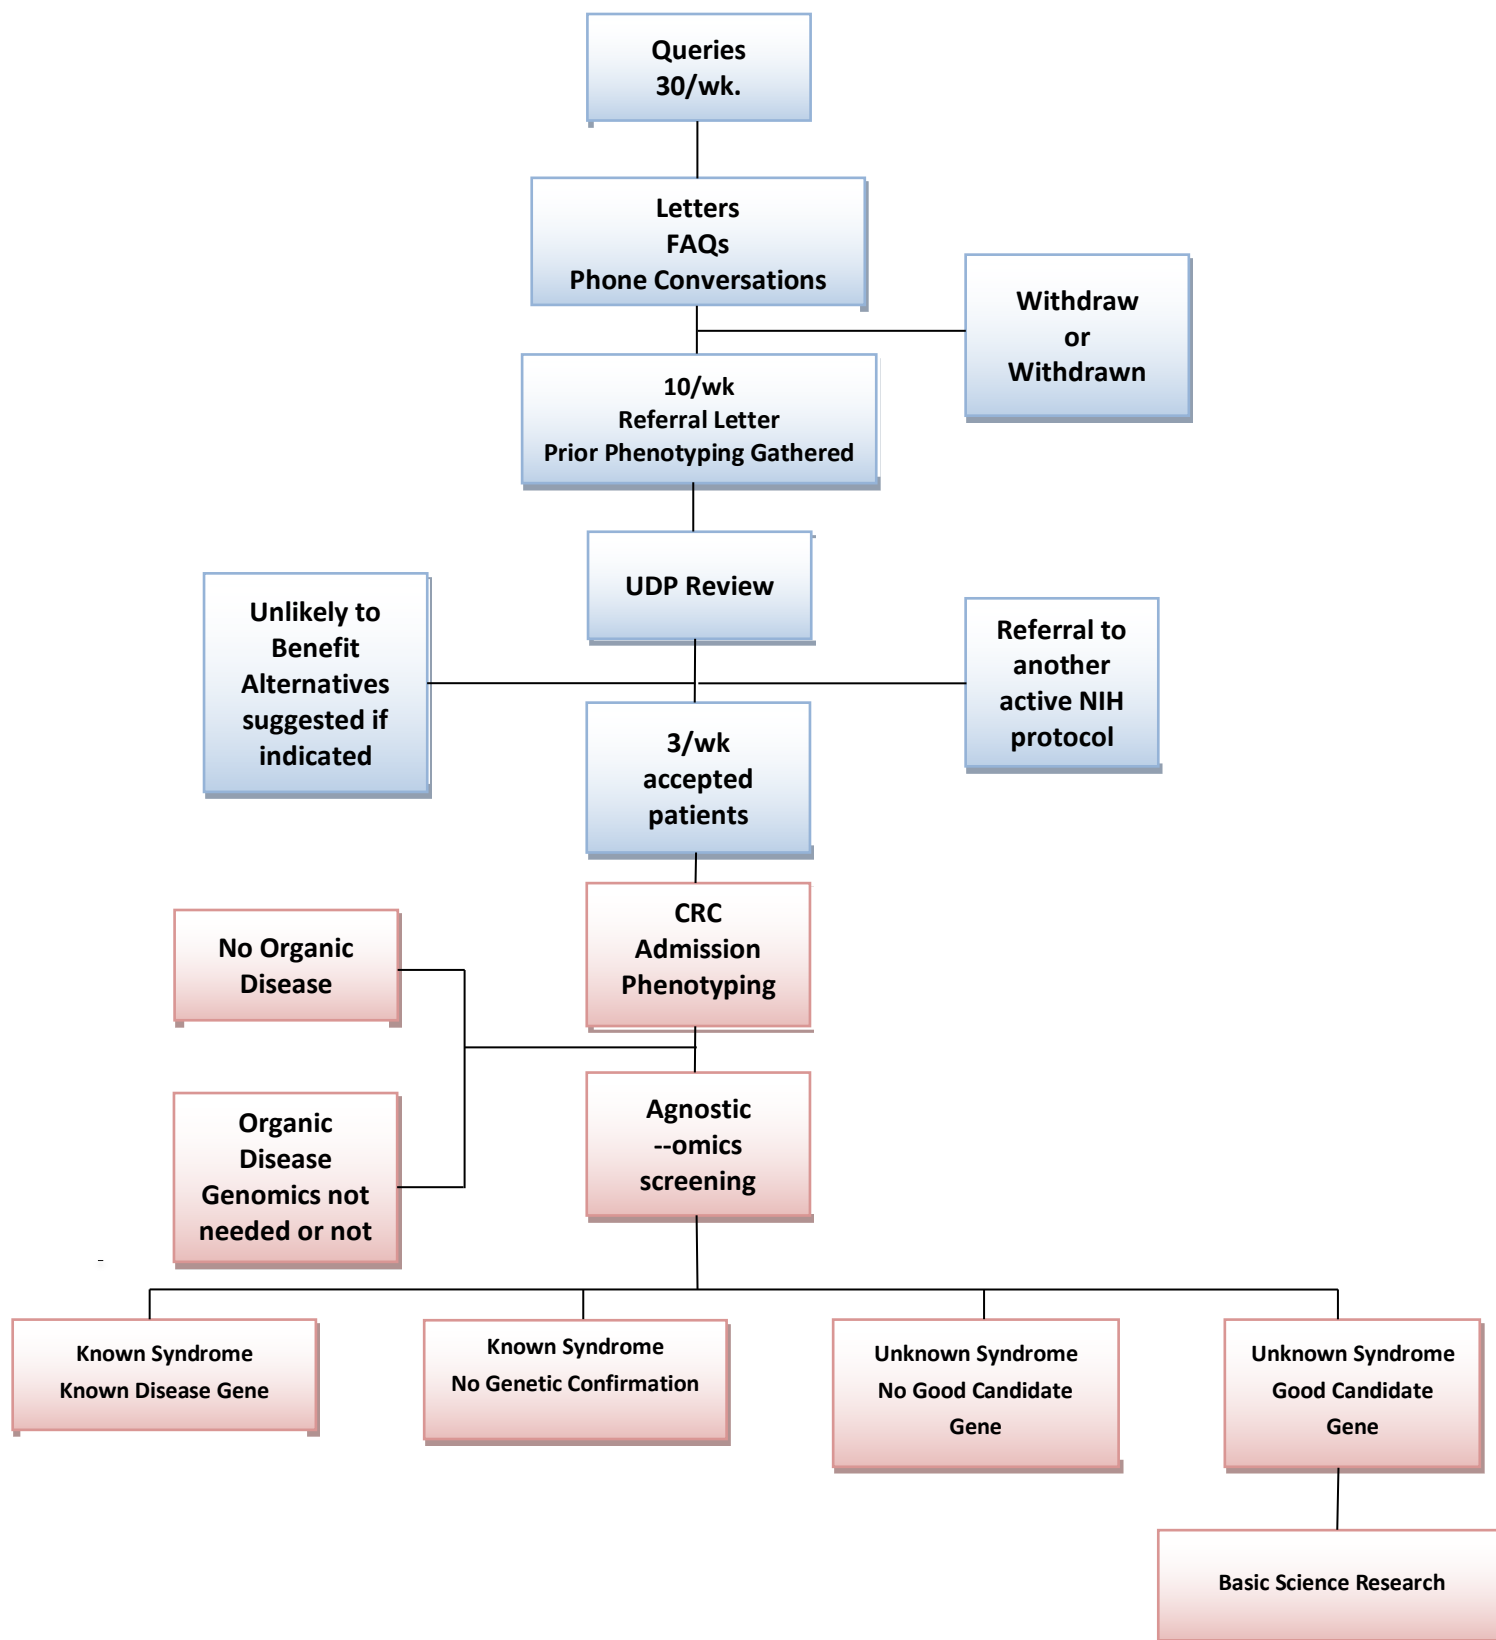 Queries
30/wk.
Letters
FAQs
Phone Conversations
Withdraw
or
Withdrawn
10/wk
Referral Letter
Prior Phenotyping Gathered
UDP Review
Unlikely to
Benefit
Alternatives
suggested if
indicated
Referral to
another
active NIH
protocol
3/wk
accepted
patients
CRC
Admission
Phenotyping
No Organic
Disease
Organic
Disease
Genomics not
needed or not
Agnostic
--omics
screening
Known Syndrome
Known Disease Gene
Known Syndrome
No Genetic Confirmation
Unknown Syndrome
No Good Candidate
Gene
Unknown Syndrome
Good Candidate
Gene
Basic Science Research